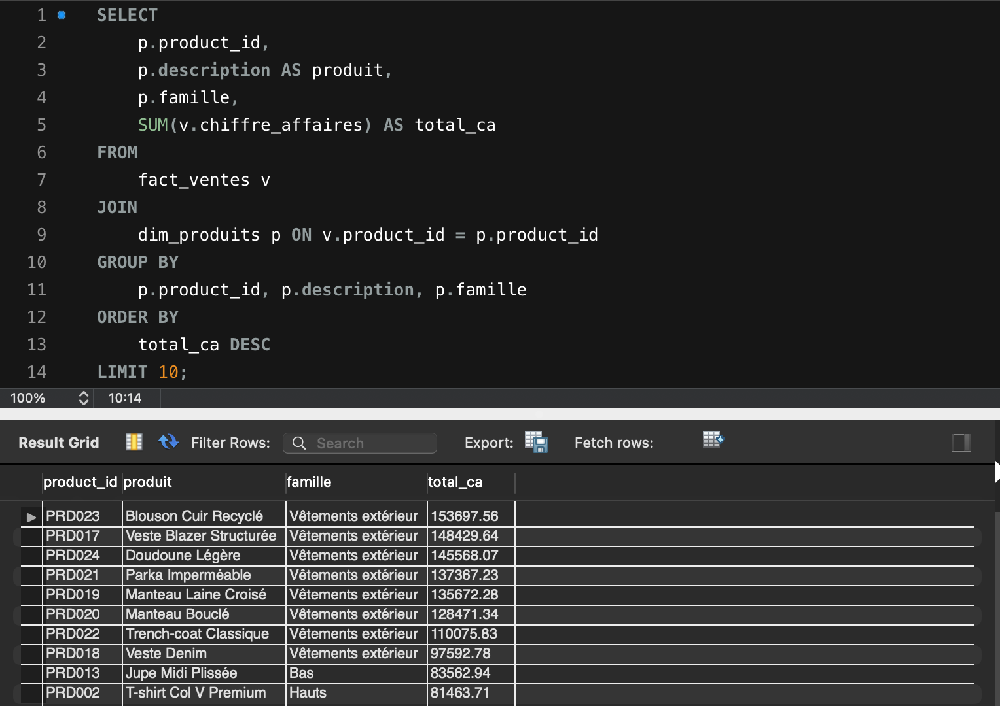 1 SELECT
2 p.product_id,
3 p.description AS produit,
4 p.famille,
5 SUM(v.chiffre_affaires) AS total_ca
6 FROM
7 fact_ventes v
8 JOIN
9 dim_produits p ON v.product_id = p.product_id
10 GROUP BY
11 p.product_id, p.description, p.famille
12 ORDER BY
13 total_ca DESC
14 LIMIT 10;
100% 10:14
Result Grid Filter Rows: Search Export: Fetch rows:
product_id produit famille total_ca
PRD023 Blouson Cuir Recyclé Vêtements extérieur 153697.56
PRD017 Veste Blazer Structurée Vêtements extérieur 148429.64
PRD024 Doudoune Légère Vêtements extérieur 145568.07
PRD021 Parka Imperméable Vêtements extérieur 137367.23
PRD019 Manteau Laine Croisé Vêtements extérieur 135672.28
PRD020 Manteau Bouclé Vêtements extérieur 128471.34
PRD022 Trench-coat Classique Vêtements extérieur 110075.83
PRD018 Veste Denim Vêtements extérieur 97592.78
PRD013 Jupe Midi Plissée Bas 83562.94
PRD002 T-shirt Col V Premium Hauts 81463.71